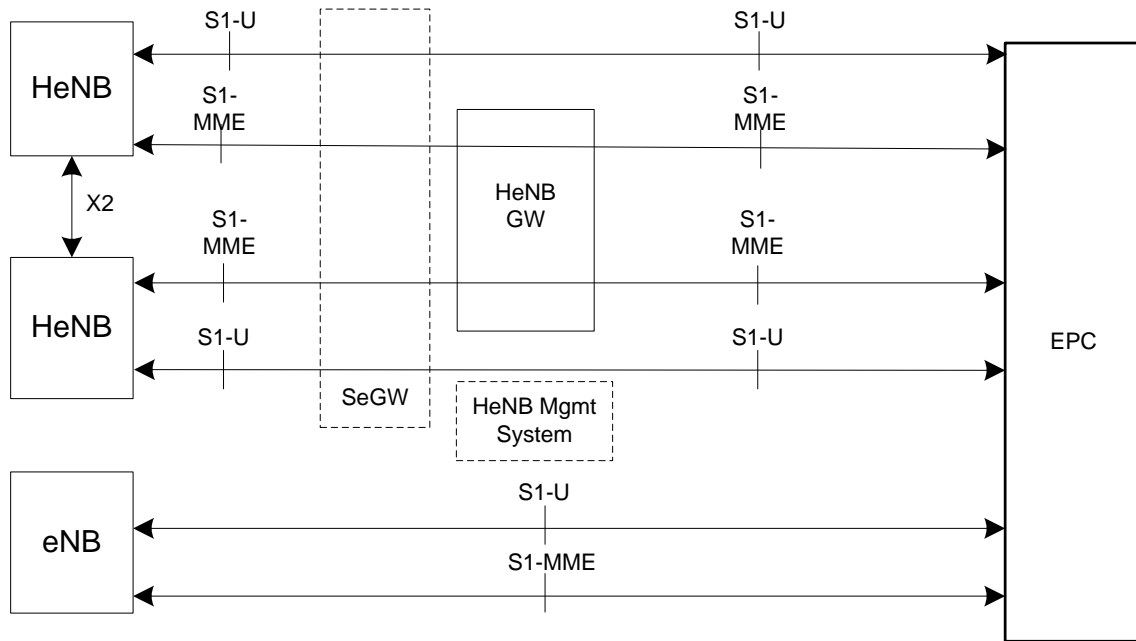 S1-U
S1-U
HeNB
S1-
MME
S1-
MME
HeNB
GW
X2
S1-
MME
S1-
MME
HeNB
S1-U
S1-U
EPC
SeGW
HeNB Mgmt
System
S1-U
eNB
S1-MME